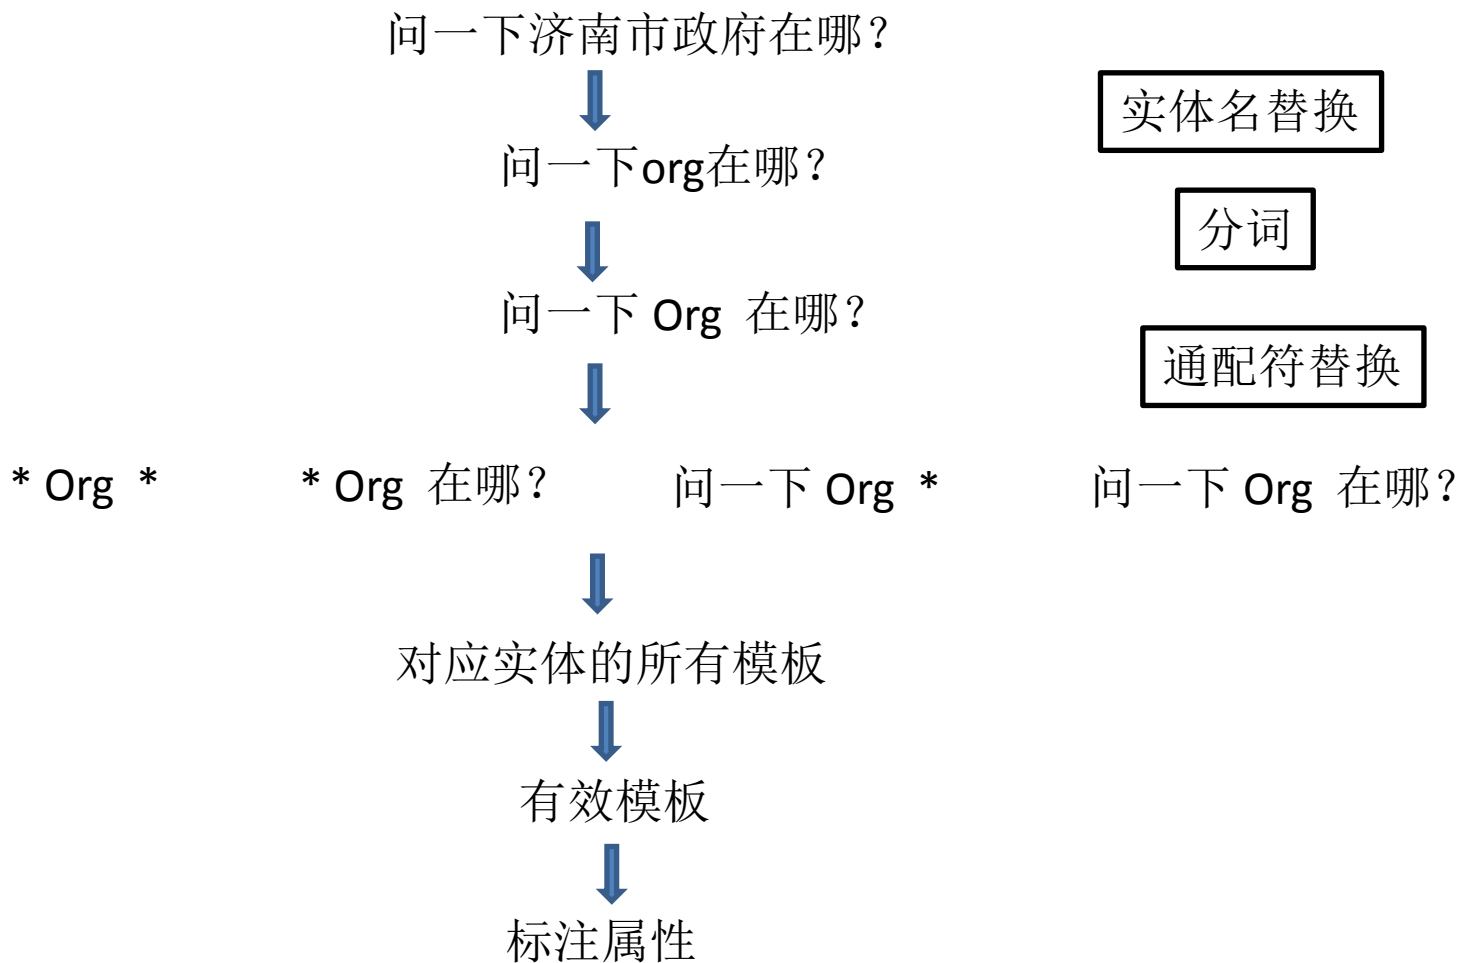 问一下济南市政府在哪？
实体名替换
问一下org在哪？
分词
问一下 Org 在哪？
通配符替换
* Org *
* Org 在哪？
问一下 Org *
问一下 Org 在哪？
对应实体的所有模板
有效模板
标注属性